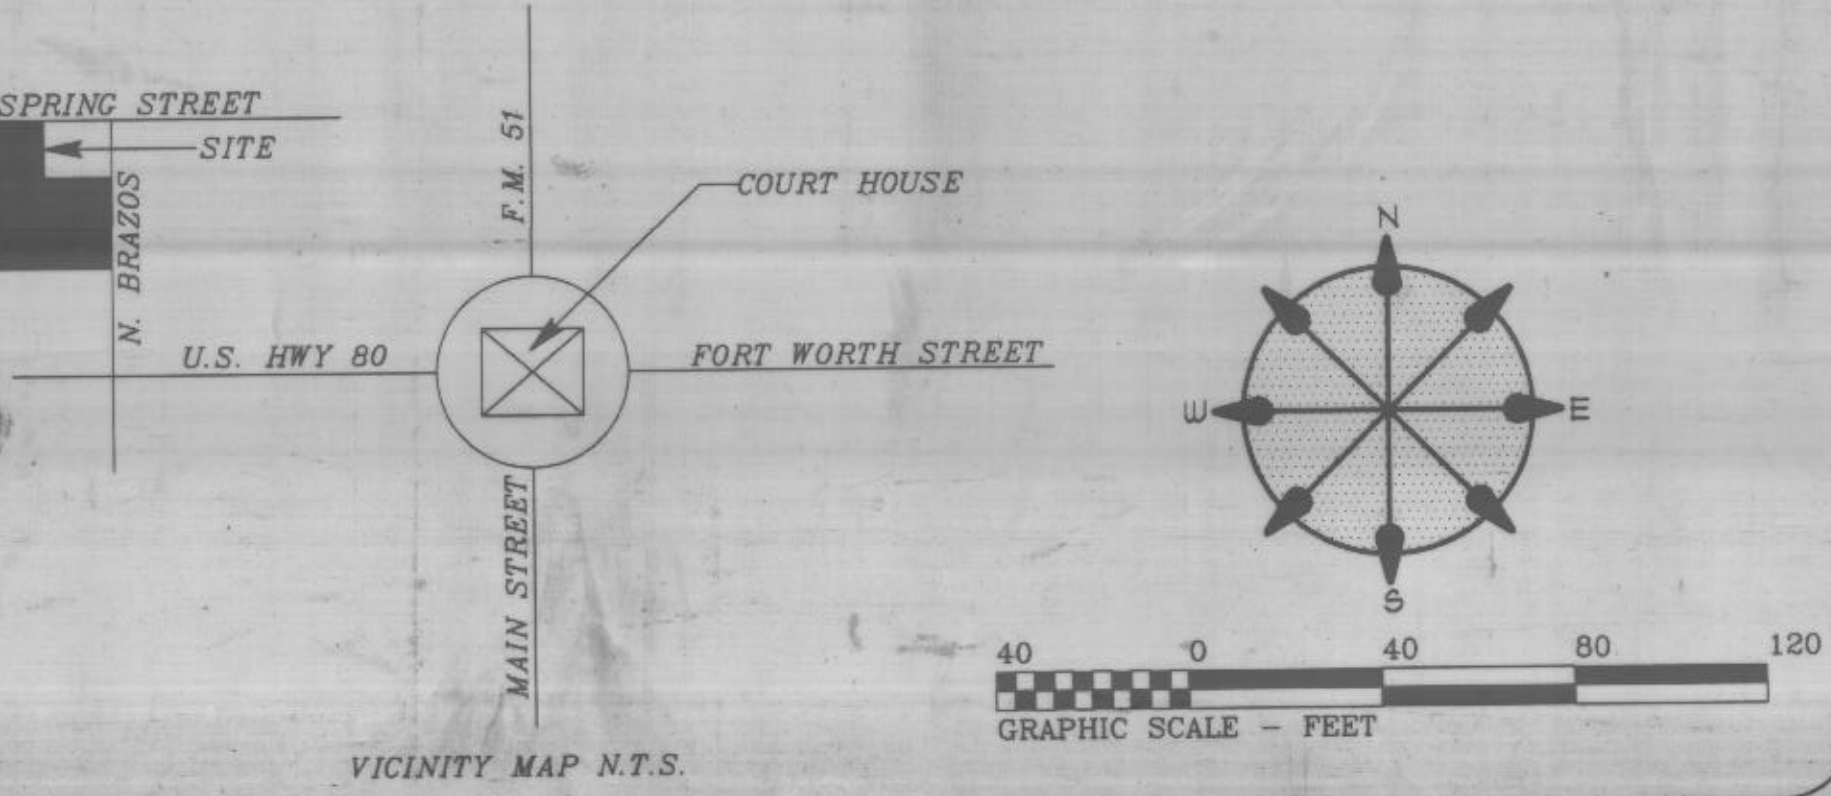 SPRING STREET
SITE
N. BRAZOS
F.M. 51
COURT HOUSE
U.S. HWY 80
FORT WORTH STREET
MAIN STREET
VICINITY MAP N.T.S.
N
W
E
S
40 0 40 80 120
GRAPHIC SCALE - FEET